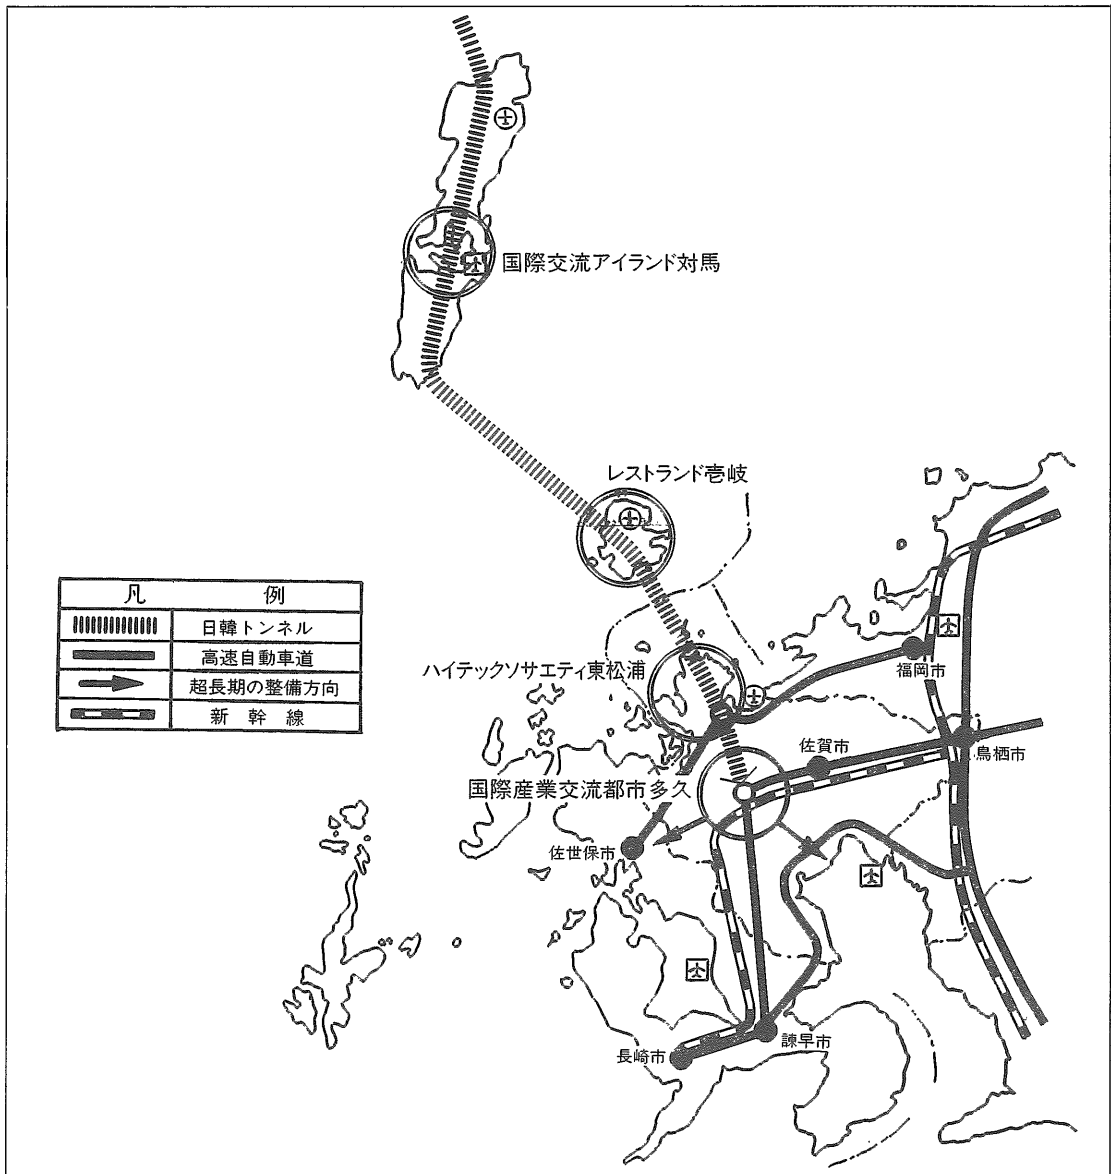 国際交流アイランド対馬
レストランド壱岐
凡 例
日韓トンネル
高速自動車道
超長期の整備方向
新 幹 線
ハイテックソサエティ東松浦
福岡市
佐賀市
鳥栖市
国際産業交流都市多久
佐世保市
諫早市
長崎市